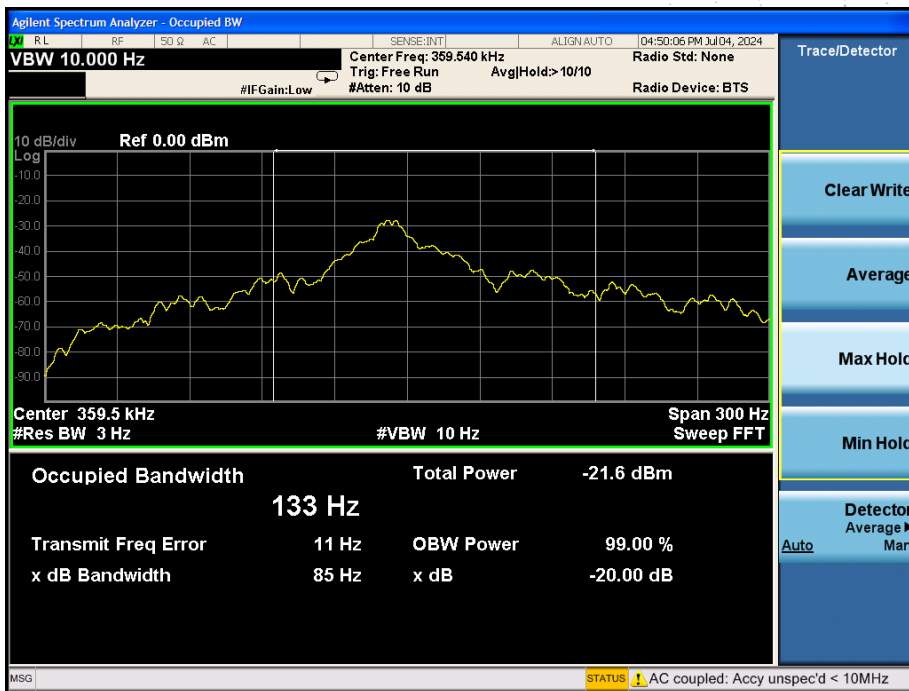 Agilent Spectrum Analyzer - Occupied BW
LXI RL RF 50 Ω AC SENSE:INT ALIGN AUTO 04:50:06 PM Jul 04, 2024
VBW 10.000 Hz
Center Freq: 359.540 kHz
Radio Std: None
Trig: Free Run Avg|Hold:>10/10
#IFGain:Low #Atten: 10 dB Radio Device: BTS
10 dB/div Ref 0.00 dBm
Log
-10.0
-20.0
-30.0
-40.0
-50.0
-60.0
-70.0
-80.0
-90.0
Center 359.5 kHz Span 300 Hz
#Res BW 3 Hz #VBW 10 Hz Sweep FFT
Occupied Bandwidth Total Power -21.6 dBm
133 Hz
Transmit Freq Error 11 Hz OBW Power 99.00 %
x dB Bandwidth 85 Hz x dB -20.00 dB
Trace/Detector
Clear Write
Average
Max Hold
Min Hold
Detector
Average
Auto Man
MSG STATUS AC coupled: Accy unspec'd < 10MHz